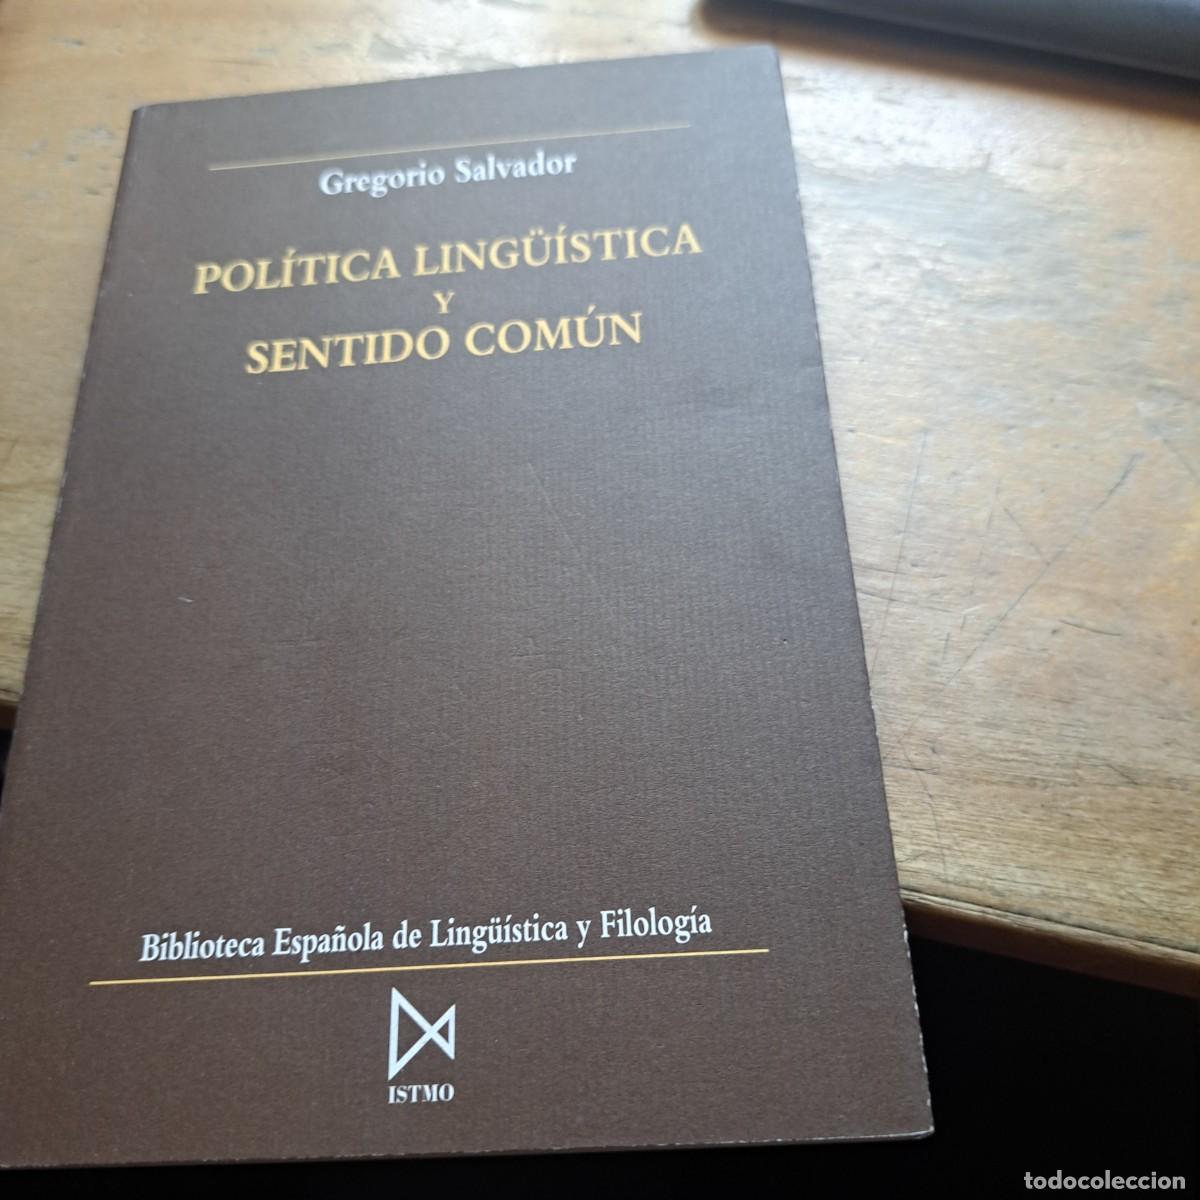 Gregorio Salvador
POLÍTICA LINGÜÍSTICA
Y
SENTIDO COMÚN
Biblioteca Española de Lingüística y Filología
ISTMO
todocoleccion